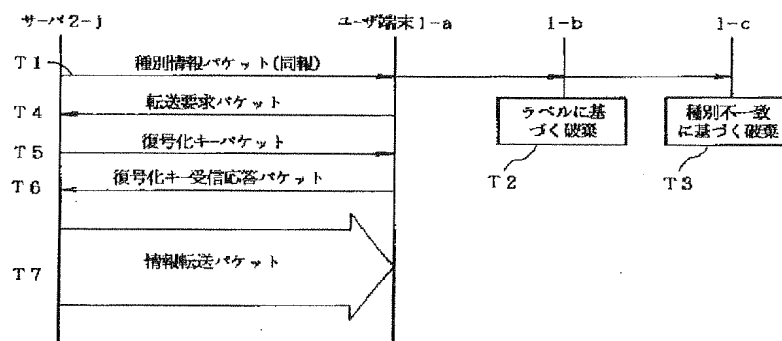 サーバ2-j ユーザ端末1-a 1-b 1-c
T1 種別情報パケット(同報)
T4 転送要求パケット
ラベルに基づく破棄
種別不一致に基づく破棄
T5 復号化キーパケット
T6 復号化キー受信応答パケット
T2 T3
T7 情報転送パケット